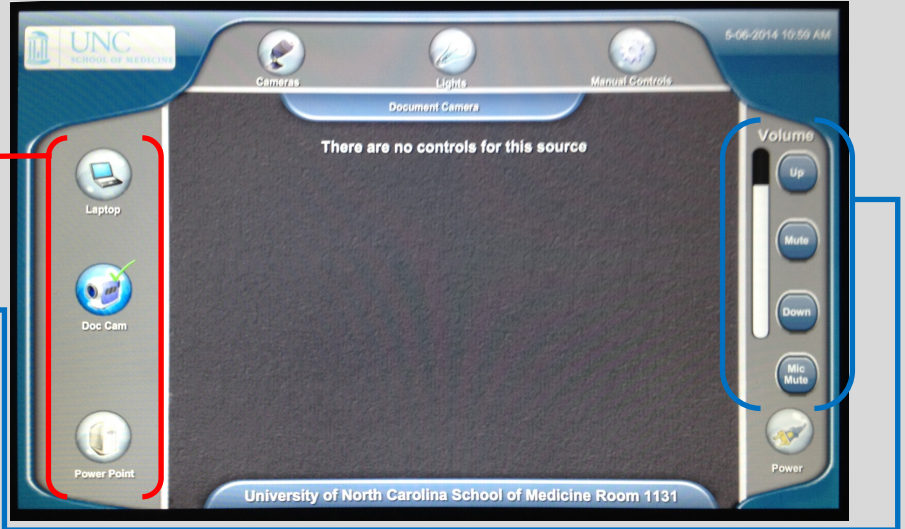 UNC
SCHOOL OF MEDICINE
5-06-2014 10:59 AM
Cameras
Lights
Manual Controls
Document Camera
There are no controls for this source
Laptop
Doc Cam
Power Point
Volume
Up
Mute
Down
Mic
Mute
Power
University of North Carolina School of Medicine Room 1131